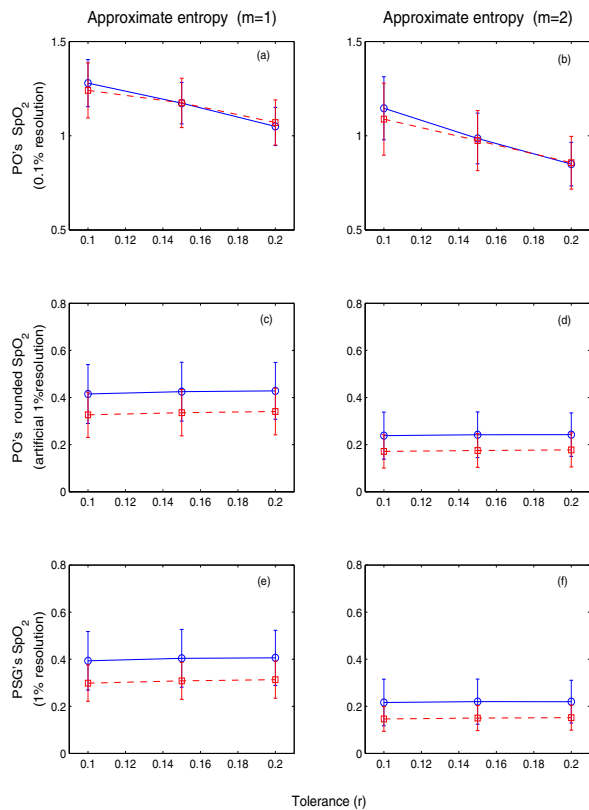 Approximate entropy (m=1)
Approximate entropy (m=2)
PO's SpO2
(0.1% resolution)
1.5
1
0.5
(a)
0.1 0.12 0.14 0.16 0.18 0.2
1.5
1
0.5
(b)
0.1 0.12 0.14 0.16 0.18 0.2
PO's rounded SpO2
(artificial 1%resolution)
0.8
0.6
0.4
0.2
0
(c)
0.1 0.12 0.14 0.16 0.18 0.2
0.8
0.6
0.4
0.2
0
(d)
0.1 0.12 0.14 0.16 0.18 0.2
PSG's SpO2
(1% resolution)
0.8
0.6
0.4
0.2
0
(e)
0.1 0.12 0.14 0.16 0.18 0.2
0.8
0.6
0.4
0.2
0
(f)
0.1 0.12 0.14 0.16 0.18 0.2
Tolerance (r)